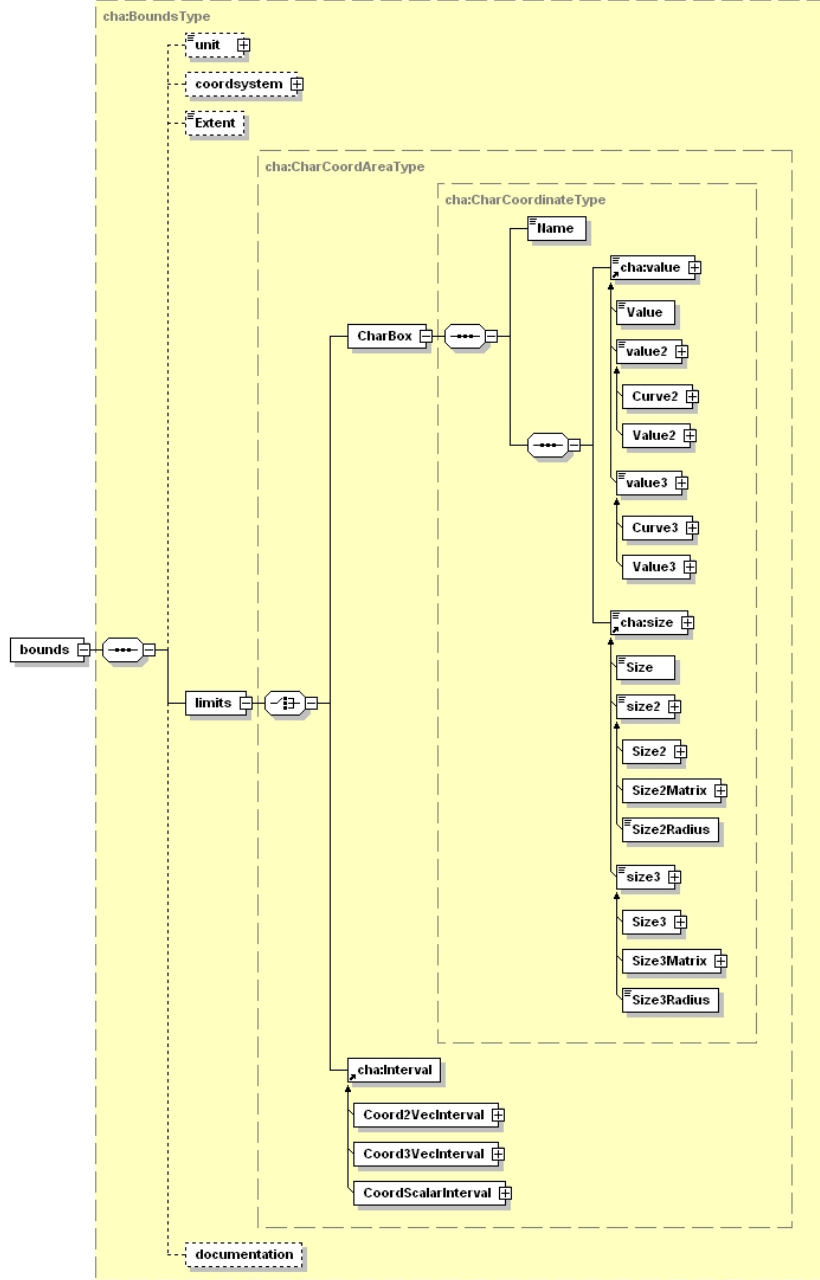 cha:BoundsType
unit
coordsystem
Extent
cha:CharCoordAreaType
cha:CharCoordinateType
Name
cha:value
Value
CharBox
value2
Curve2
Value2
value3
Curve3
Value3
cha:size
bounds
Size
limits
size2
Size2
Size2Matrix
Size2Radius
size3
Size3
Size3Matrix
Size3Radius
cha:Interval
Coord2VecInterval
Coord3VecInterval
CoordScalarInterval
documentation